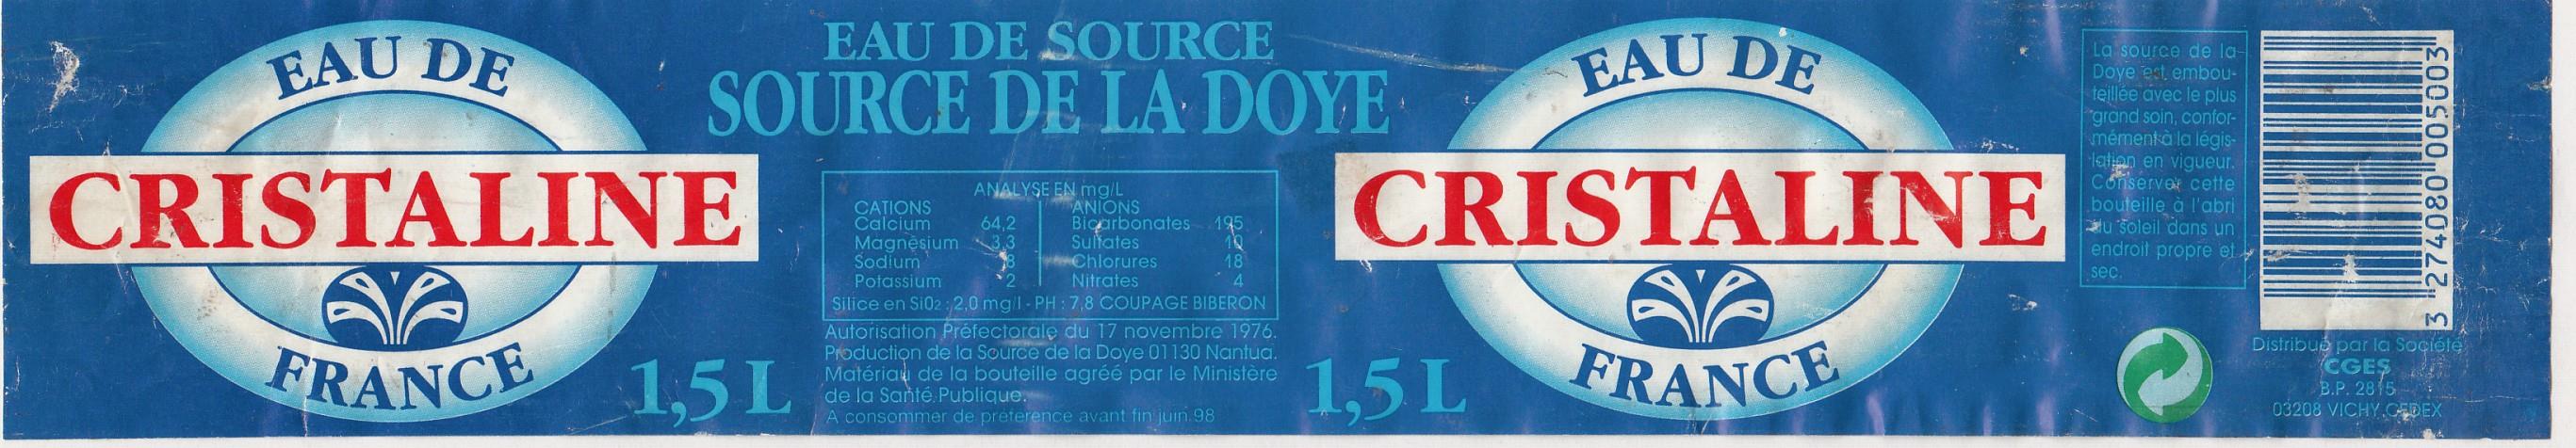 EAU DE
CRISTALINE
FRANCE
1,5 L
EAU DE SOURCE
SOURCE DE LA DOYE
ANALYSE EN mg/L
CATIONS
Calcium 64,2
Magnésium 3,3
Sodium 8
Potassium 2
ANIONS
Bicarbonates 195
Sulfates 10
Chlorures 18
Nitrates 4
Silice en SiO2 : 2,0 mg/l - PH : 7,8 COUPAGE BIBERON
Autorisation Préfectorale du 17 novembre 1976.
Production de la Source de la Doye 01130 Nantua.
Matériau de la bouteille agréé par le Ministère
de la Santé Publique.
A consommer de préférence avant fin juin 98
1,5 L
EAU DE
CRISTALINE
FRANCE
La source de la
Doye est embou-
teillée avec le plus
grand soin, confor-
mément à la légis-
lation en vigueur.
Conserver cette
bouteille à l'abri
du soleil dans un
endroit propre et
sec.
3 274080 005003
Distribué par la Société
CGES
B.P. 2815
03208 VICHY CEDEX